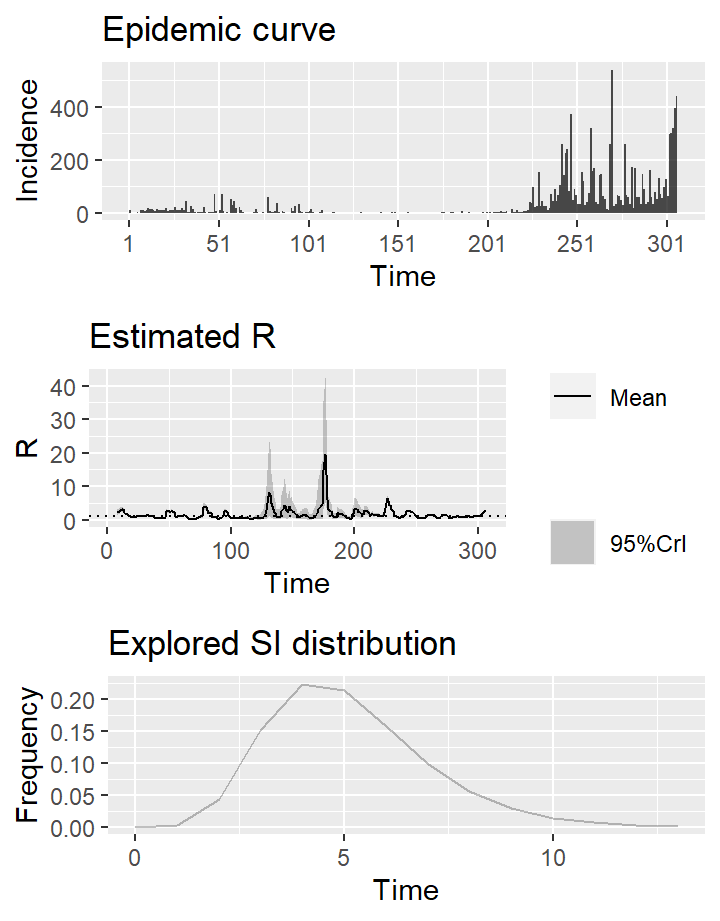 Epidemic curve
Incidence
400
200
0
1 51 101 151 201 251 301
Time
Estimated R
R
40
30
20
10
0
0 100 200 300
Time
Mean
95%CrI
Explored SI distribution
Frequency
0.20
0.15
0.10
0.05
0.00
0 5 10
Time